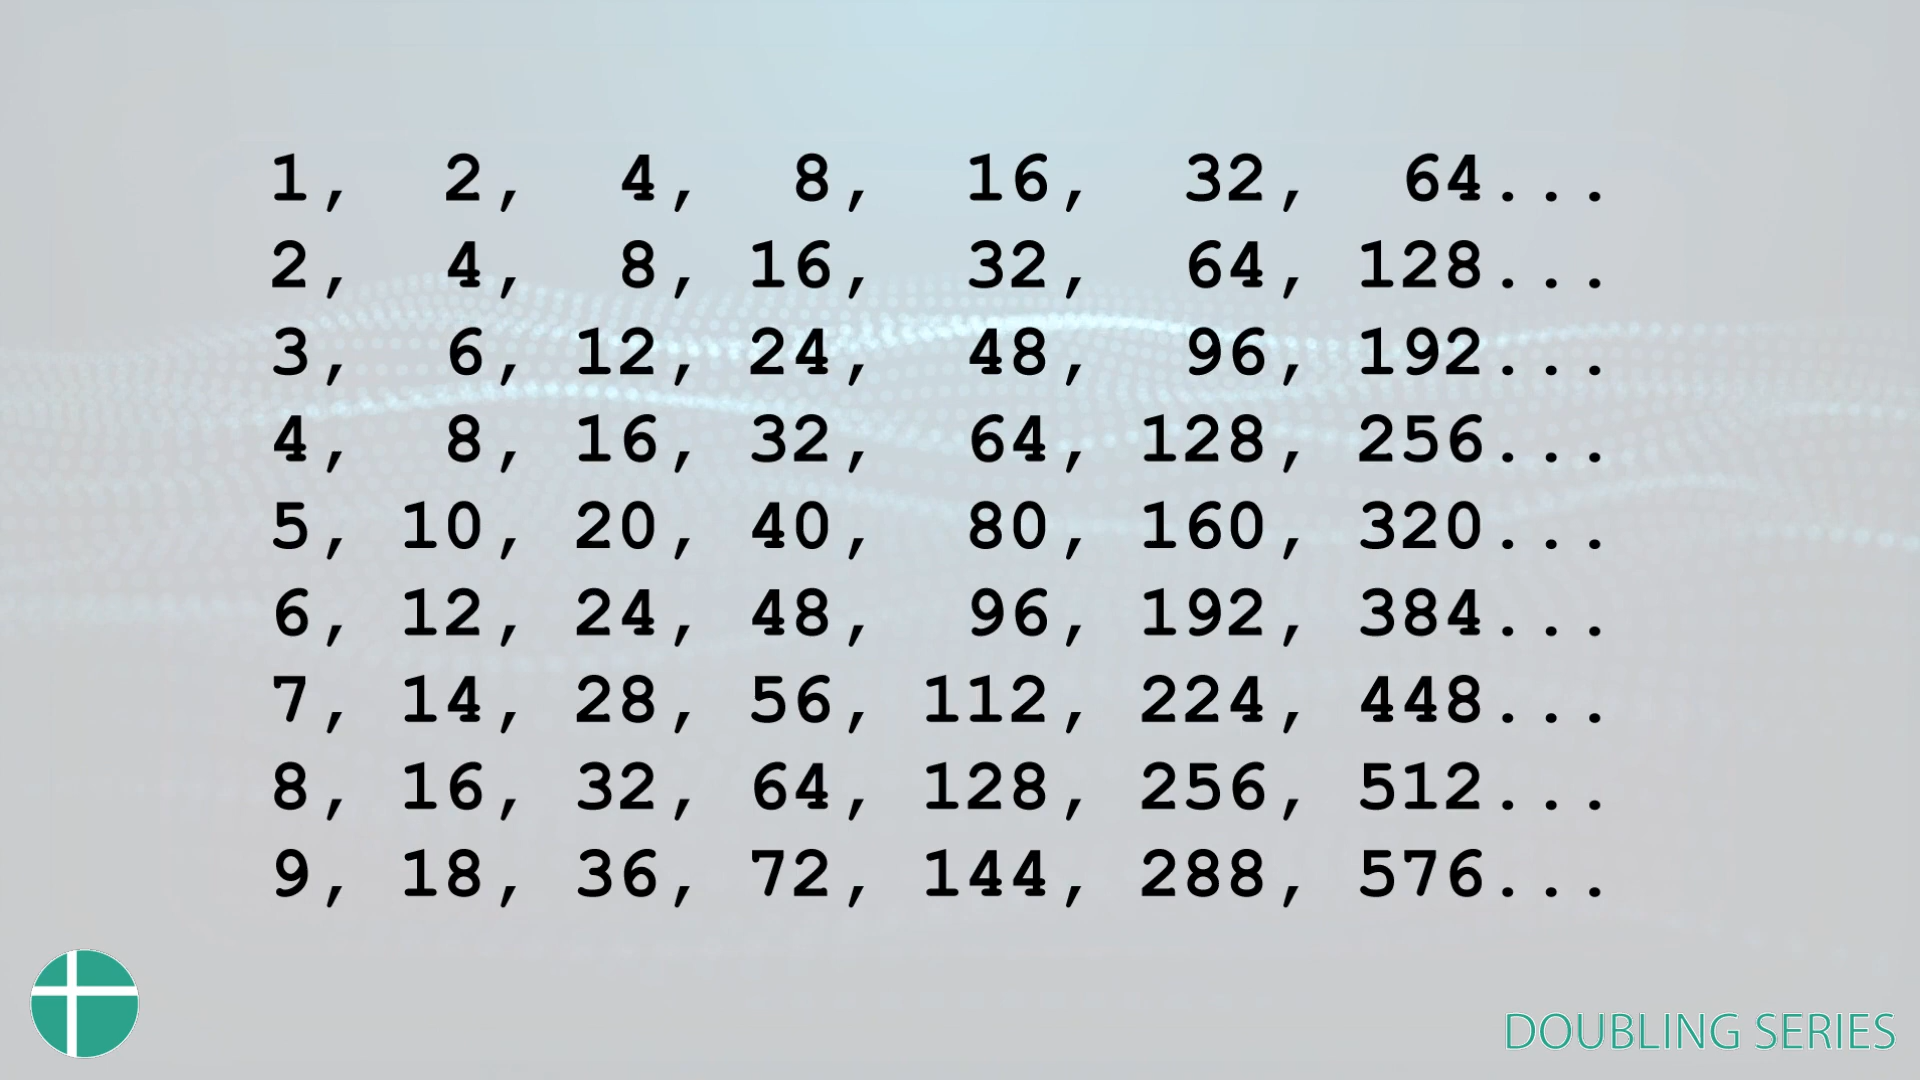 1, 2, 4, 8, 16, 32, 64...
2, 4, 8, 16, 32, 64, 128...
3, 6, 12, 24, 48, 96, 192...
4, 8, 16, 32, 64, 128, 256...
5, 10, 20, 40, 80, 160, 320...
6, 12, 24, 48, 96, 192, 384...
7, 14, 28, 56, 112, 224, 448...
8, 16, 32, 64, 128, 256, 512...
9, 18, 36, 72, 144, 288, 576...
DOUBLING SERIES